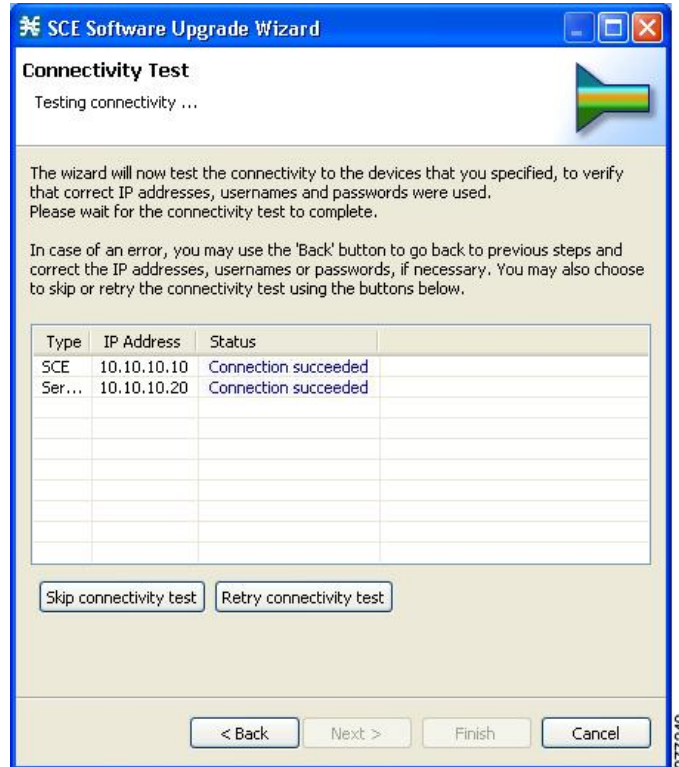 SCE Software Upgrade Wizard
Connectivity Test
Testing connectivity ...
The wizard will now test the connectivity to the devices that you specified, to verify
that correct IP addresses, usernames and passwords were used.
Please wait for the connectivity test to complete.
In case of an error, you may use the 'Back' button to go back to previous steps and
correct the IP addresses, usernames or passwords, if necessary. You may also choose
to skip or retry the connectivity test using the buttons below.
Type IP Address Status
SCE 10.10.10.10 Connection succeeded
Ser... 10.10.10.20 Connection succeeded
Skip connectivity test Retry connectivity test
< Back Next > Finish Cancel